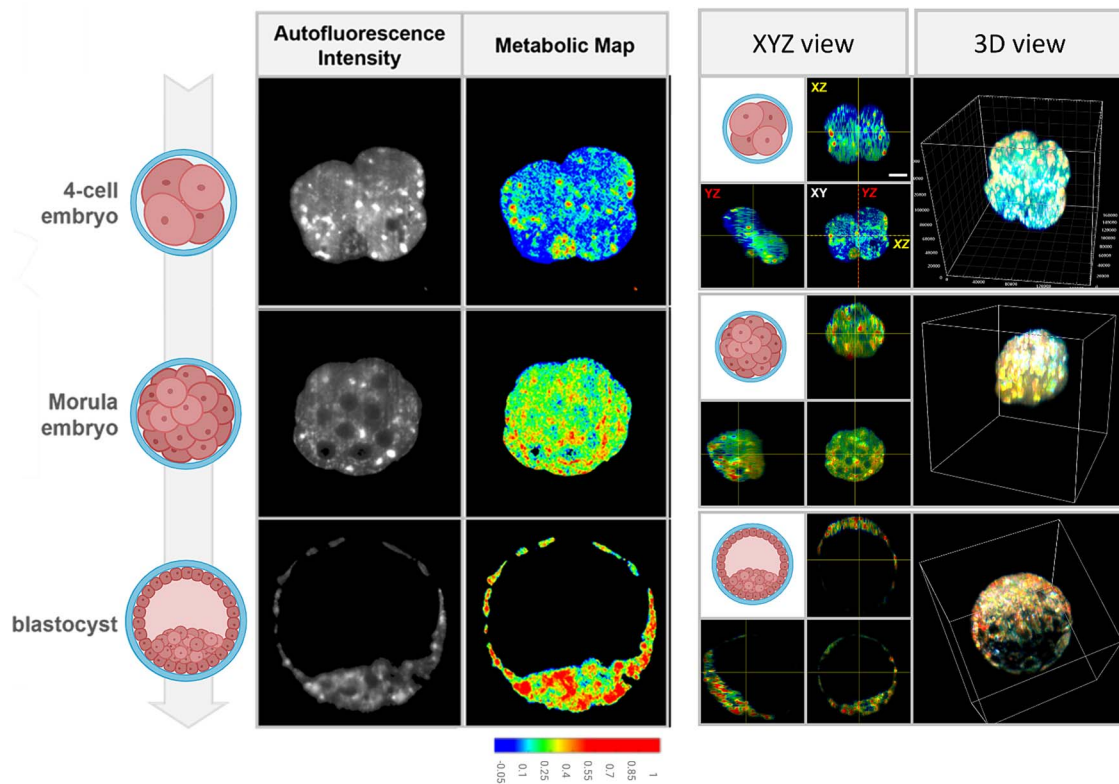 Autofluorescence
Intensity
Metabolic Map
XYZ view
3D view
4-cell
embryo
XZ
YZ
XY
YZ
XZ
Morula
embryo
blastocyst
-0.05
0.1
0.25
0.4
0.55
0.7
0.85
1